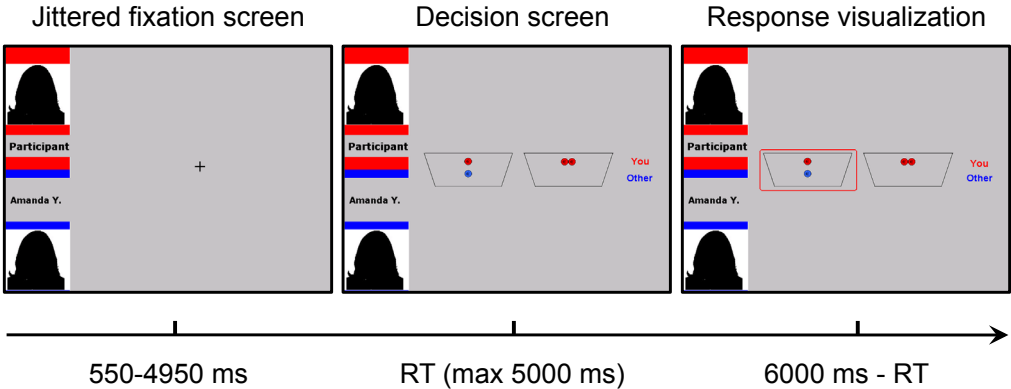 Jittered fixation screen
Decision screen
Response visualization
Participant
Amanda Y.
+
Participant
Amanda Y.
You
Other
Participant
Amanda Y.
You
Other
550-4950 ms
RT (max 5000 ms)
6000 ms - RT